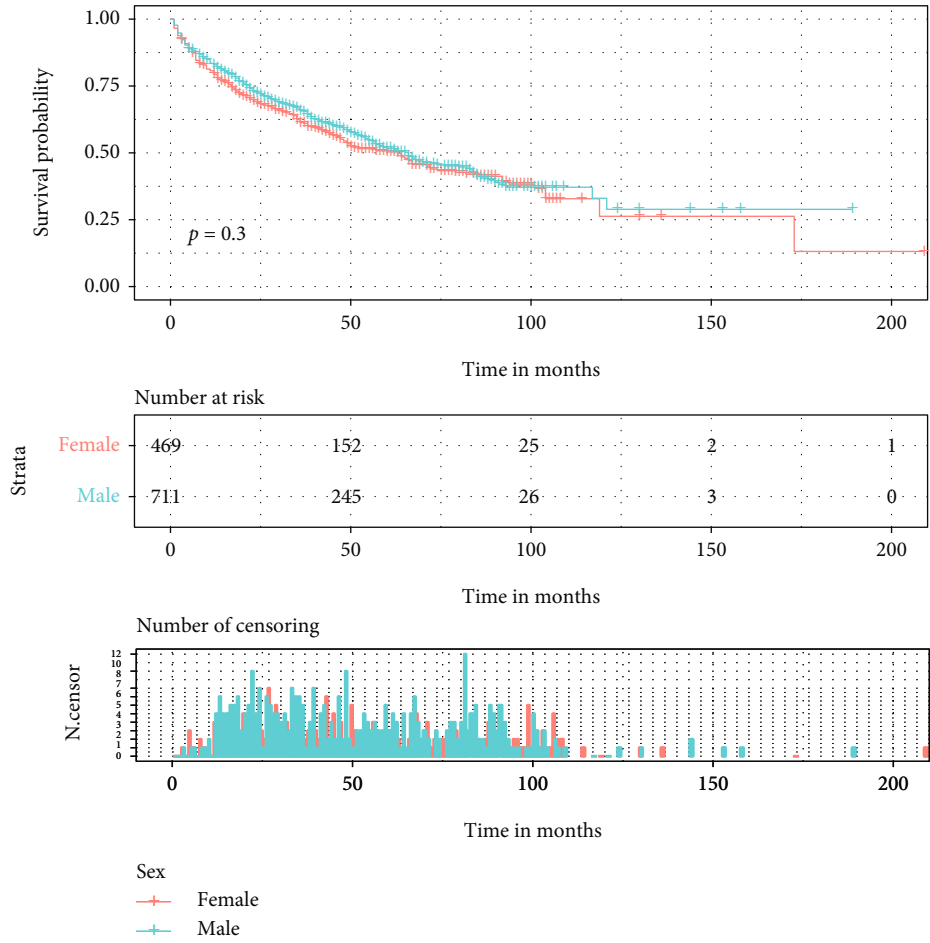 1.00
0.75
0.50
0.25
0.00
Survival probability
p = 0.3
0 50 100 150 200
Time in months
Number at risk
Strata
Female 469 152 25 2 1
Male 711 245 26 3 0
0 50 100 150 200
Time in months
Number of censoring
N.censor
12
10
8
7
6
5
4
3
2
1
0
0 50 100 150 200
Time in months
Sex
Female
Male